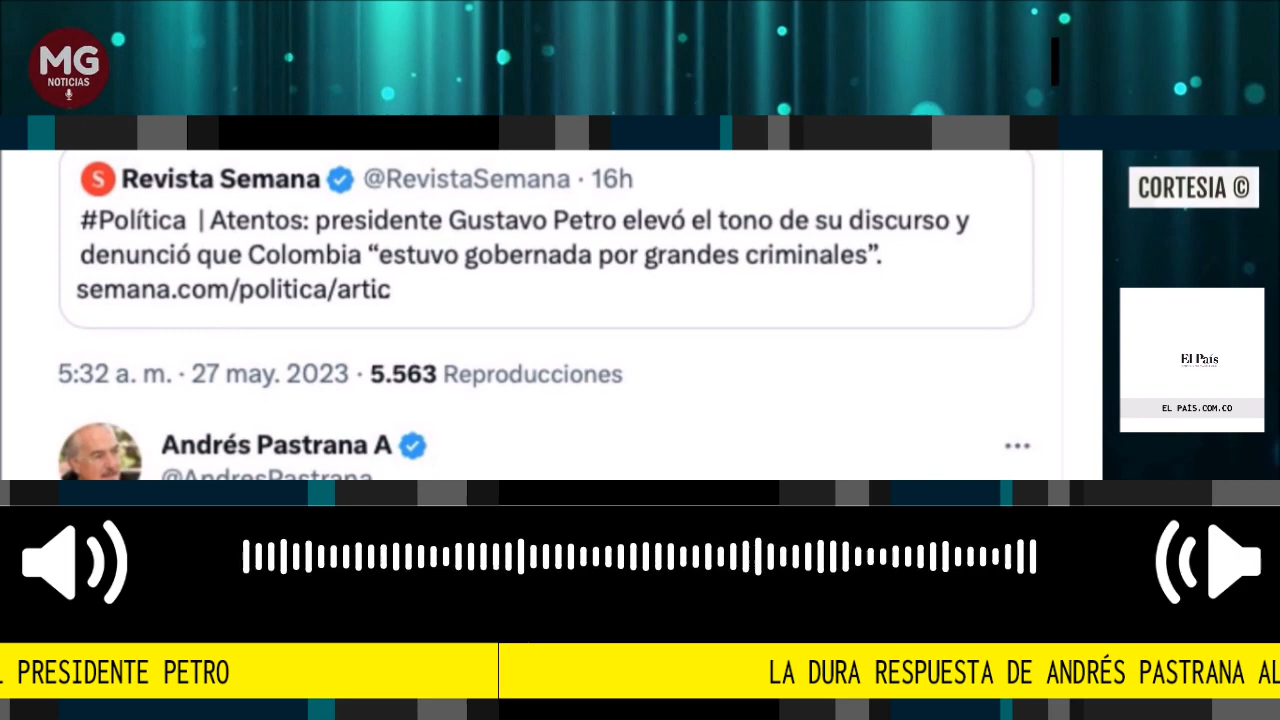 MG
NOTICIAS
Revista Semana @RevistaSemana · 16h
#Política | Atentos: presidente Gustavo Petro elevó el tono de su discurso y
denunció que Colombia “estuvo gobernada por grandes criminales”.
semana.com/politica/artic
5:32 a. m. · 27 may. 2023 · 5.563 Reproducciones
Andrés Pastrana A
@AndresPastrana
CORTESIA ©
El País
EL PAÍS.COM.CO
PRESIDENTE PETRO
LA DURA RESPUESTA DE ANDRÉS PASTRANA AL